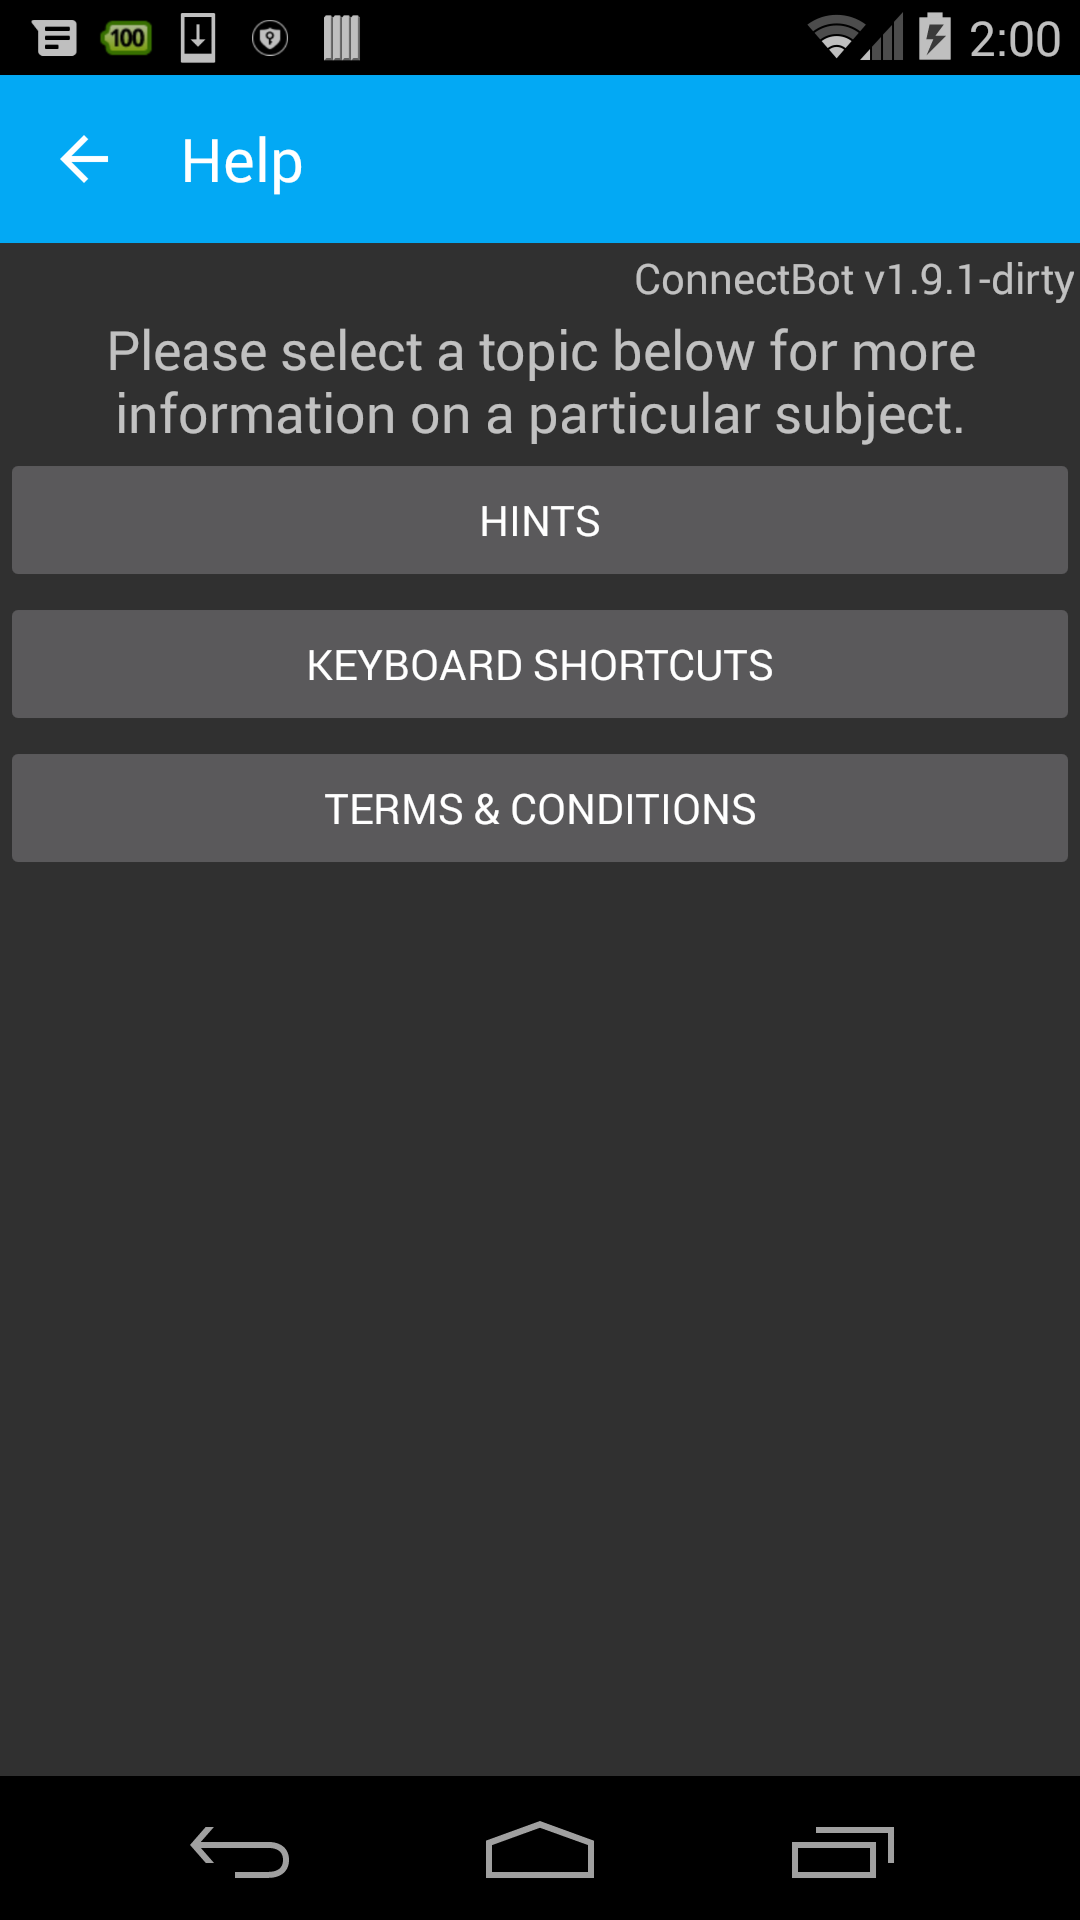 100
2:00
Help
ConnectBot v1.9.1-dirty
Please select a topic below for more
information on a particular subject.
HINTS
KEYBOARD SHORTCUTS
TERMS & CONDITIONS